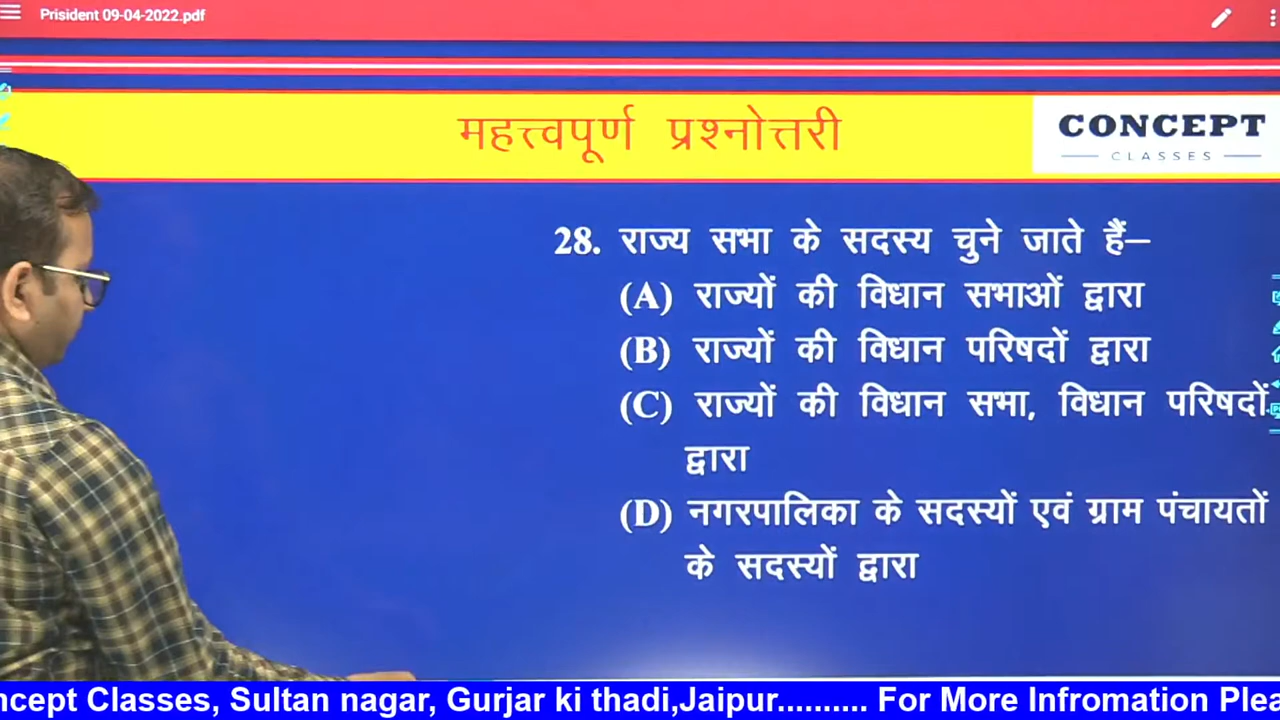 Prisident 09-04-2022.pdf
महत्त्वपूर्ण प्रश्नोत्तरी
CONCEPT
CLASSES
28. राज्य सभा के सदस्य चुने जाते हैं–
(A) राज्यों की विधान सभाओं द्वारा
(B) राज्यों की विधान परिषदों द्वारा
(C) राज्यों की विधान सभा, विधान परिषदों
द्वारा
(D) नगरपालिका के सदस्यों एवं ग्राम पंचायतों
के सदस्यों द्वारा
ncept Classes, Sultan nagar, Gurjar ki thadi,Jaipur.......... For More Infromation Plea